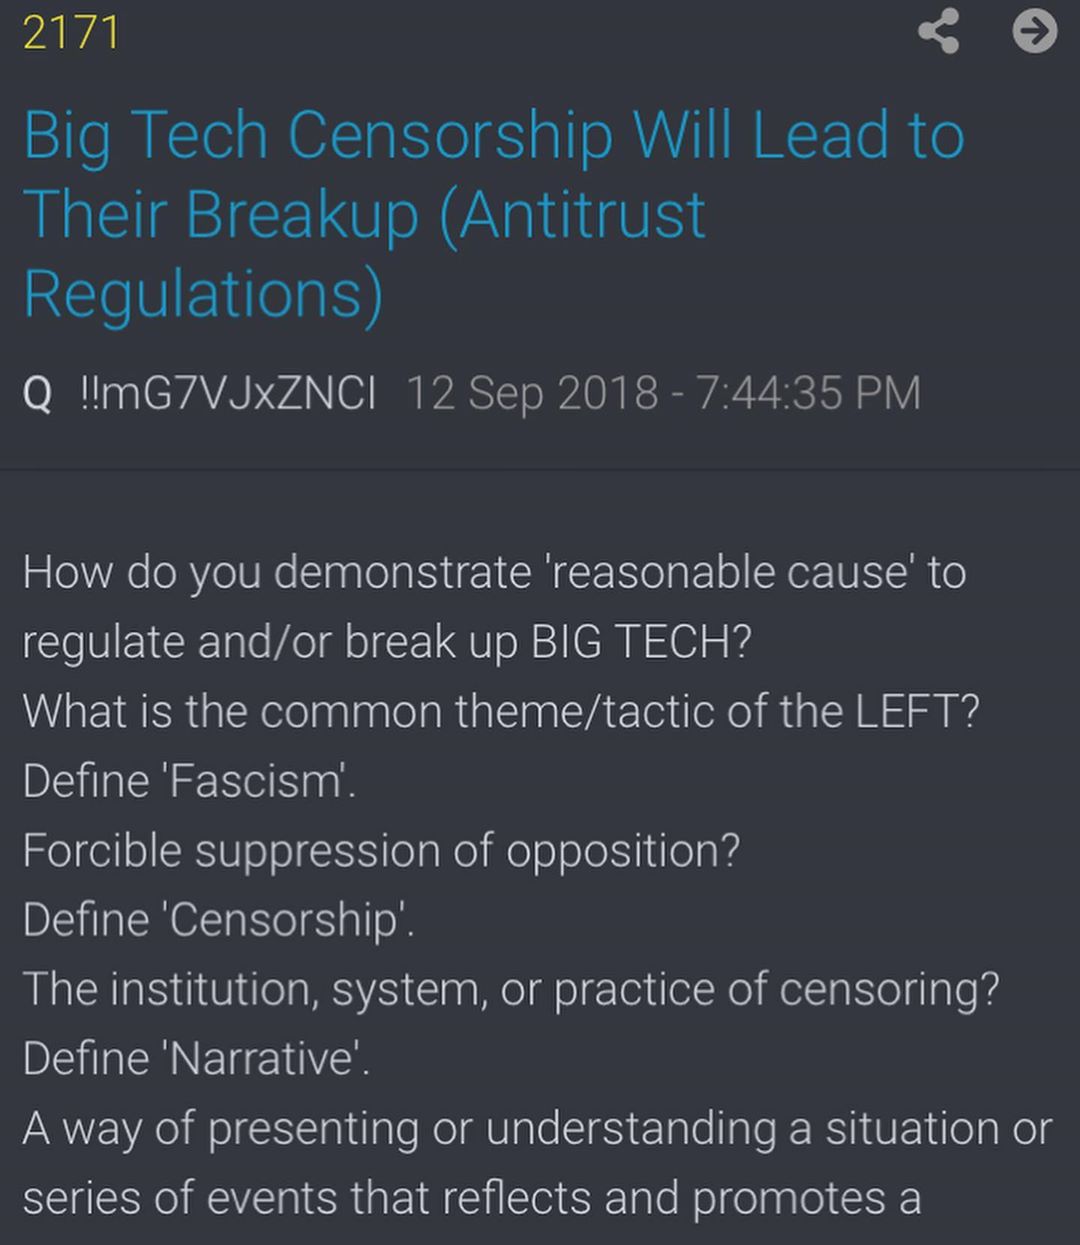 2171
Big Tech Censorship Will Lead to
Their Breakup (Antitrust
Regulations)
Q !!mG7VJxZNCI 12 Sep 2018 - 7:44:35 PM
How do you demonstrate 'reasonable cause' to
regulate and/or break up BIG TECH?
What is the common theme/tactic of the LEFT?
Define 'Fascism'.
Forcible suppression of opposition?
Define 'Censorship'.
The institution, system, or practice of censoring?
Define 'Narrative'.
A way of presenting or understanding a situation or
series of events that reflects and promotes a